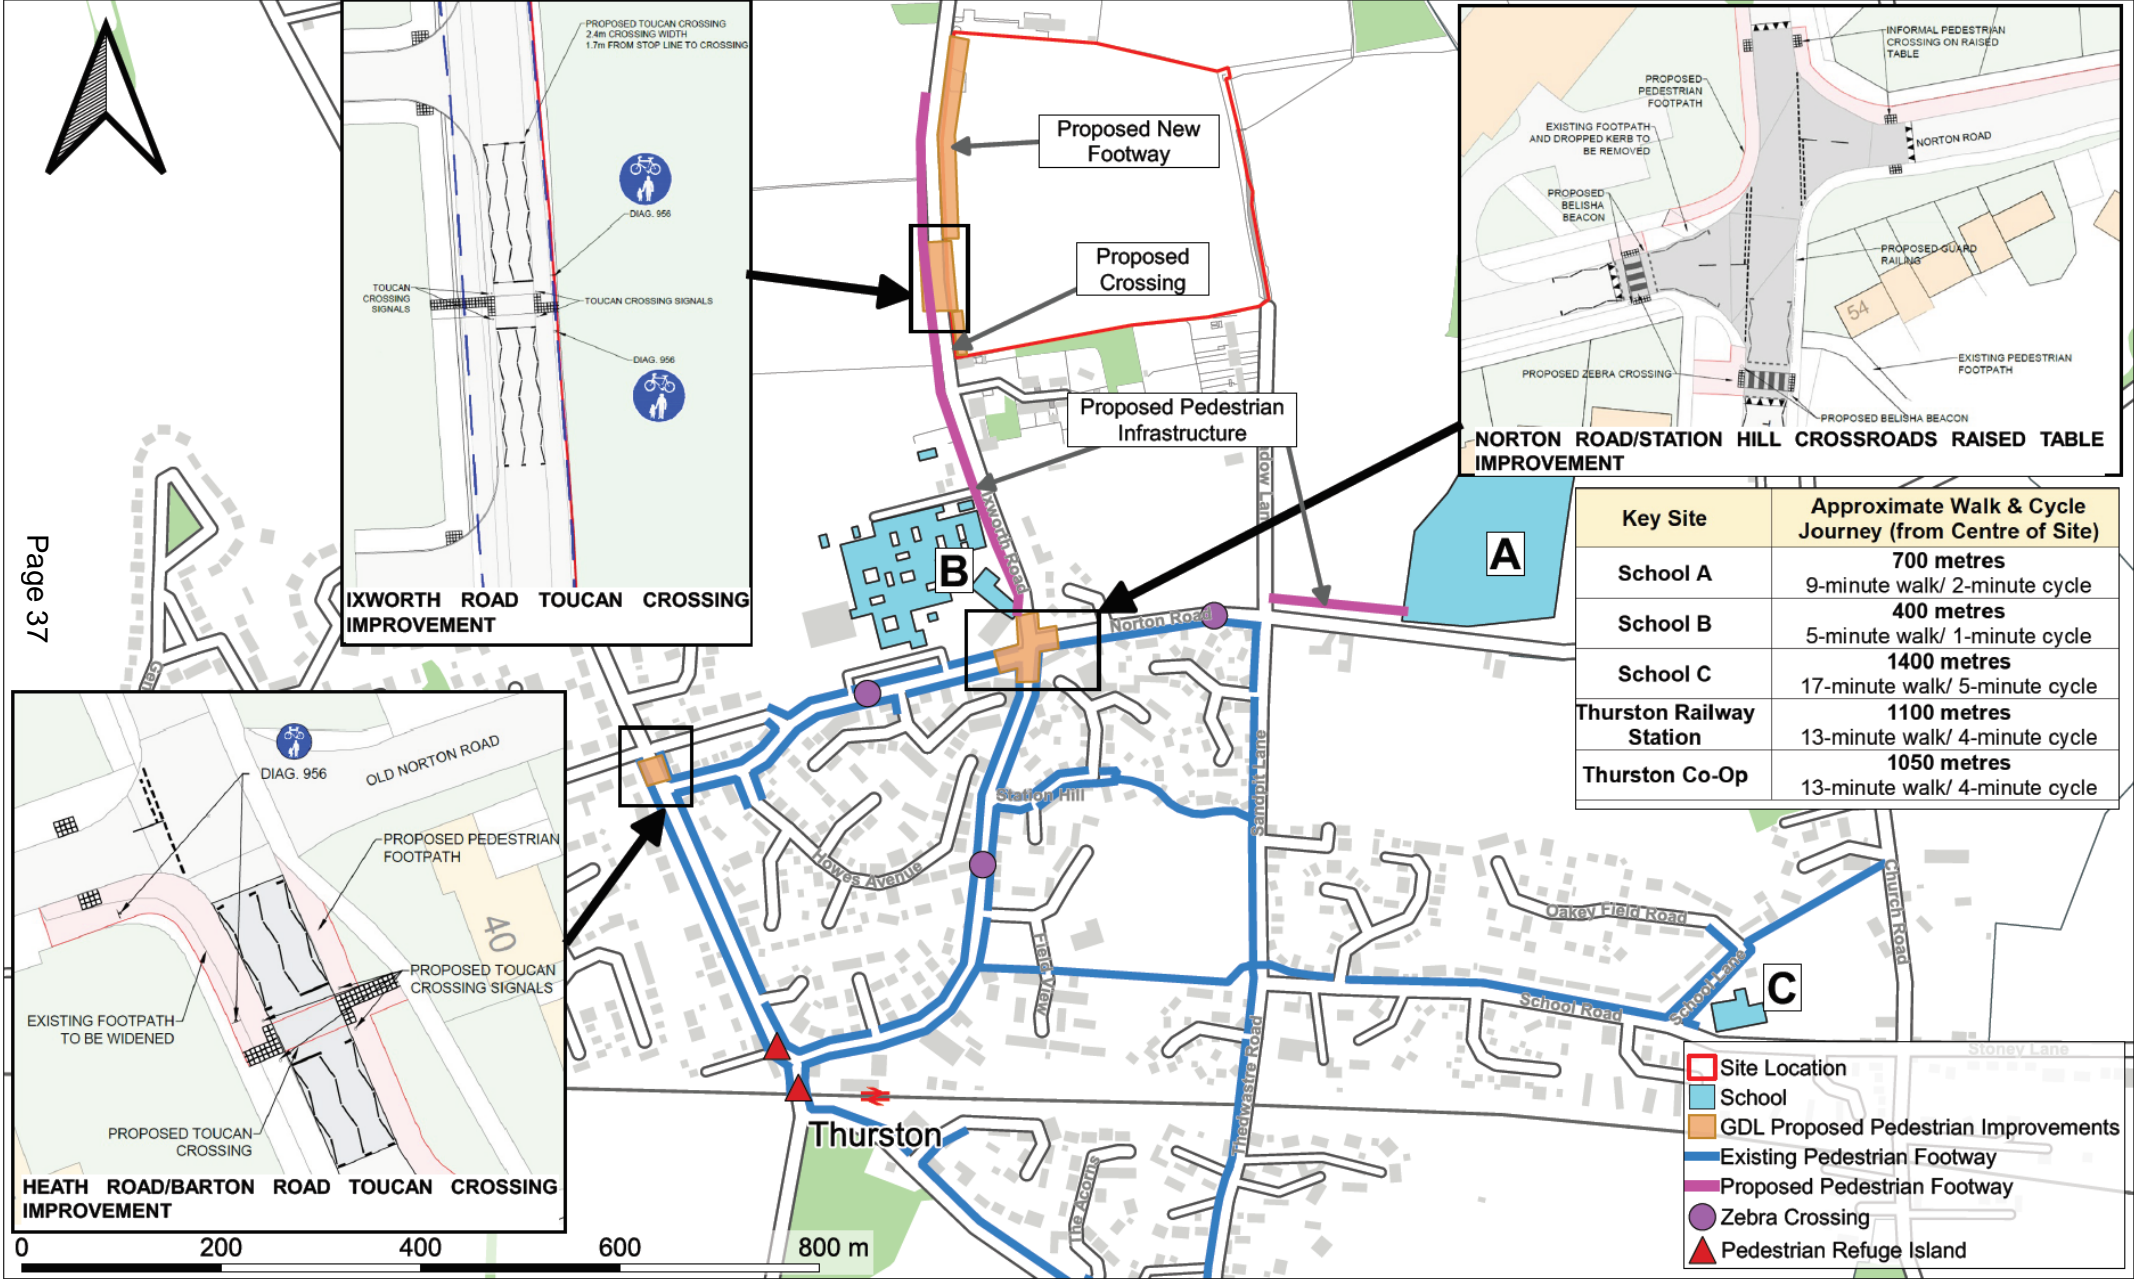 Page 37
PROPOSED TOUCAN CROSSING
2.4m CROSSING WIDTH
1.7m FROM STOP LINE TO CROSSING
DIAG. 956
TOUCAN
CROSSING
SIGNALS
TOUCAN CROSSING SIGNALS
DIAG. 956
IXWORTH ROAD TOUCAN CROSSING
IMPROVEMENT
Proposed New
Footway
Proposed
Crossing
Proposed Pedestrian
Infrastructure
INFORMAL PEDESTRIAN
CROSSING ON RAISED
TABLE
PROPOSED
PEDESTRIAN
FOOTPATH
EXISTING FOOTPATH
AND DROPPED KERB TO
BE REMOVED
NORTON ROAD
PROPOSED
BELISHA
BEACON
PROPOSED GUARD
RAILING
54
EXISTING PEDESTRIAN
FOOTPATH
PROPOSED ZEBRA CROSSING
PROPOSED BELISHA BEACON
NORTON ROAD/STATION HILL CROSSROADS RAISED TABLE
IMPROVEMENT
Key Site
Approximate Walk & Cycle
Journey (from Centre of Site)
School A
700 metres
9-minute walk/ 2-minute cycle
School B
400 metres
5-minute walk/ 1-minute cycle
School C
1400 metres
17-minute walk/ 5-minute cycle
Thurston Railway
Station
1100 metres
13-minute walk/ 4-minute cycle
Thurston Co-Op
1050 metres
13-minute walk/ 4-minute cycle
A
B
C
Ixworth Road
dow Lan
Norton Road
Sandpit Lane
Station Hill
Howes Avenue
Field View
Oakey Field Road
School Lane
School Road
Church Road
Stoney Lane
Thedwastre Road
The Acorns
Thurston
Gen
DIAG. 956
OLD NORTON ROAD
PROPOSED PEDESTRIAN
FOOTPATH
40
PROPOSED TOUCAN
CROSSING SIGNALS
EXISTING FOOTPATH
TO BE WIDENED
PROPOSED TOUCAN
CROSSING
HEATH ROAD/BARTON ROAD TOUCAN CROSSING
IMPROVEMENT
0 200 400 600 800 m
Site Location
School
GDL Proposed Pedestrian Improvements
Existing Pedestrian Footway
Proposed Pedestrian Footway
Zebra Crossing
Pedestrian Refuge Island